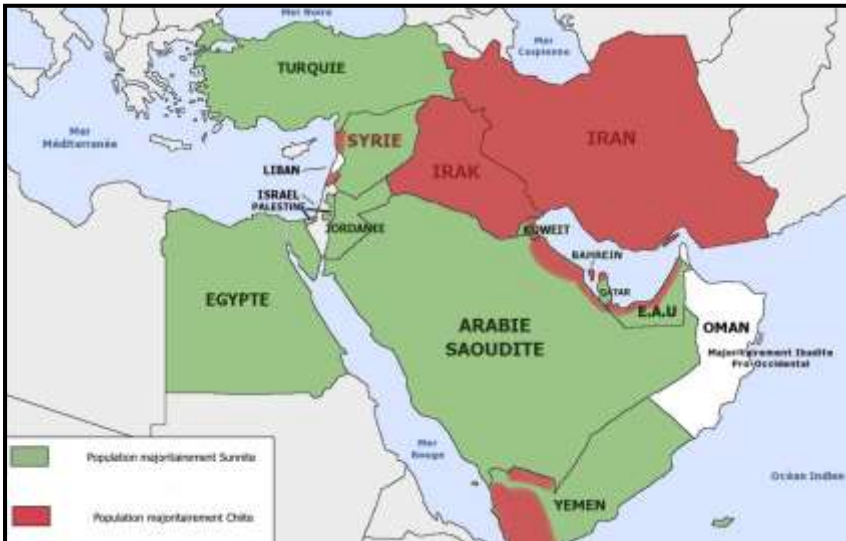 Mer Noire
Mer
Caspienne
TURQUIE
Mer
Méditerranée
SYRIE
LIBAN
IRAK
IRAN
ISRAEL
PALESTINE
JORDANIE
KUWEIT
BAHREIN
QATAR
EGYPTE
ARABIE
SAOUDITE
E.A.U
OMAN
Majoritairement Ibadite
Pro-Occidental
Mer
Rouge
YEMEN
Océan Indien
Population majoritairement Sunnite
Population majoritairement Chiite